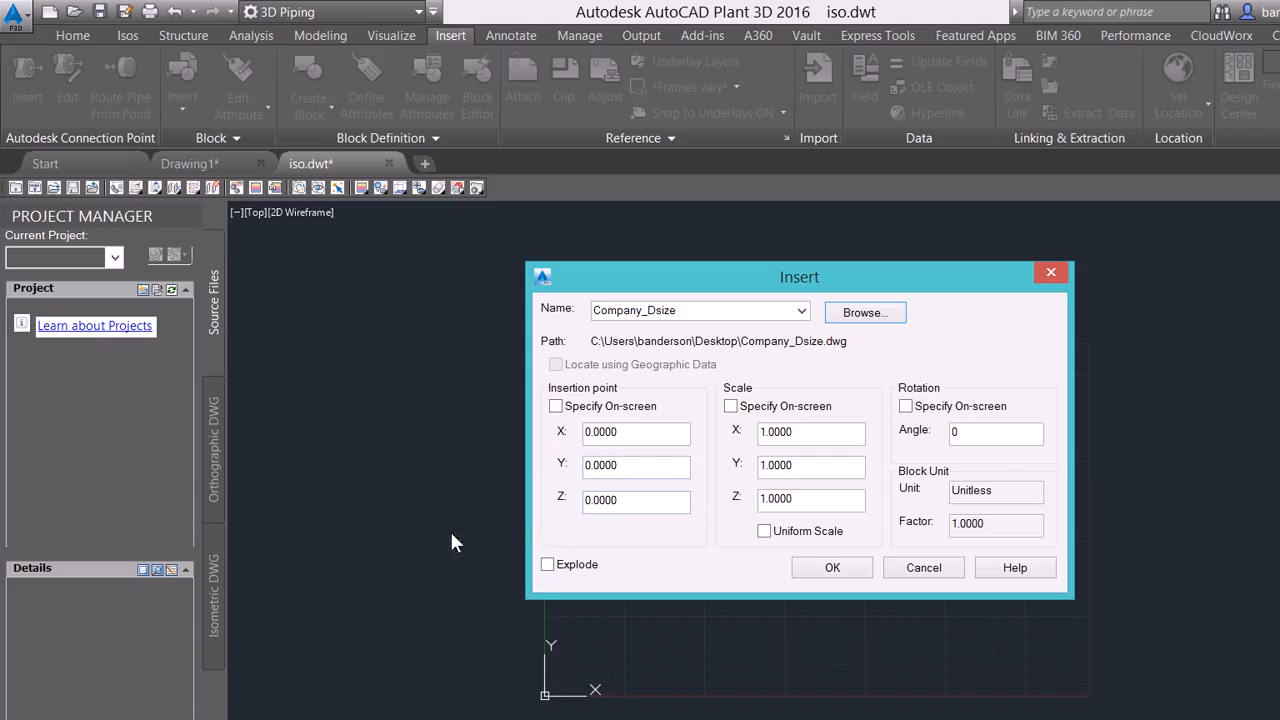 3D Piping
Autodesk AutoCAD Plant 3D 2016 iso.dwt
Type a keyword or phrase
bar
P3D
Home Isos Structure Analysis Modeling Visualize Insert Annotate Manage Output Add-ins A360 Vault Express Tools Featured Apps BIM 360 Performance CloudWorx C
Underlay Layers Update Fields
*Frames vary* OLE Object
Insert Edit Route Pipe From Point Insert Edit Attribute Create Block Define Attributes Manage Attributes Block Editor Attach Clip Adjust Snap to Underlays ON Import Field Data Link Hyperlink Extract Data Set Location Design Center
Autodesk Connection Point Block Block Definition Reference Import Data Linking & Extraction Location
Start Drawing1* iso.dwt*
PROJECT MANAGER
[−][Top][2D Wireframe]
Current Project:
Project
Learn about Projects
Source Files
Orthographic DWG
Isometric DWG
Details
Insert
Name: Company_Dsize Browse...
Path: C:\Users\banderson\Desktop\Company_Dsize.dwg
Locate using Geographic Data
Insertion point Scale Rotation
Specify On-screen Specify On-screen Specify On-screen
X: 0.0000 X: 1.0000 Angle: 0
Y: 0.0000 Y: 1.0000 Block Unit
Z: 0.0000 Z: 1.0000 Unit: Unitless
Uniform Scale Factor: 1.0000
Explode OK Cancel Help
Y
X